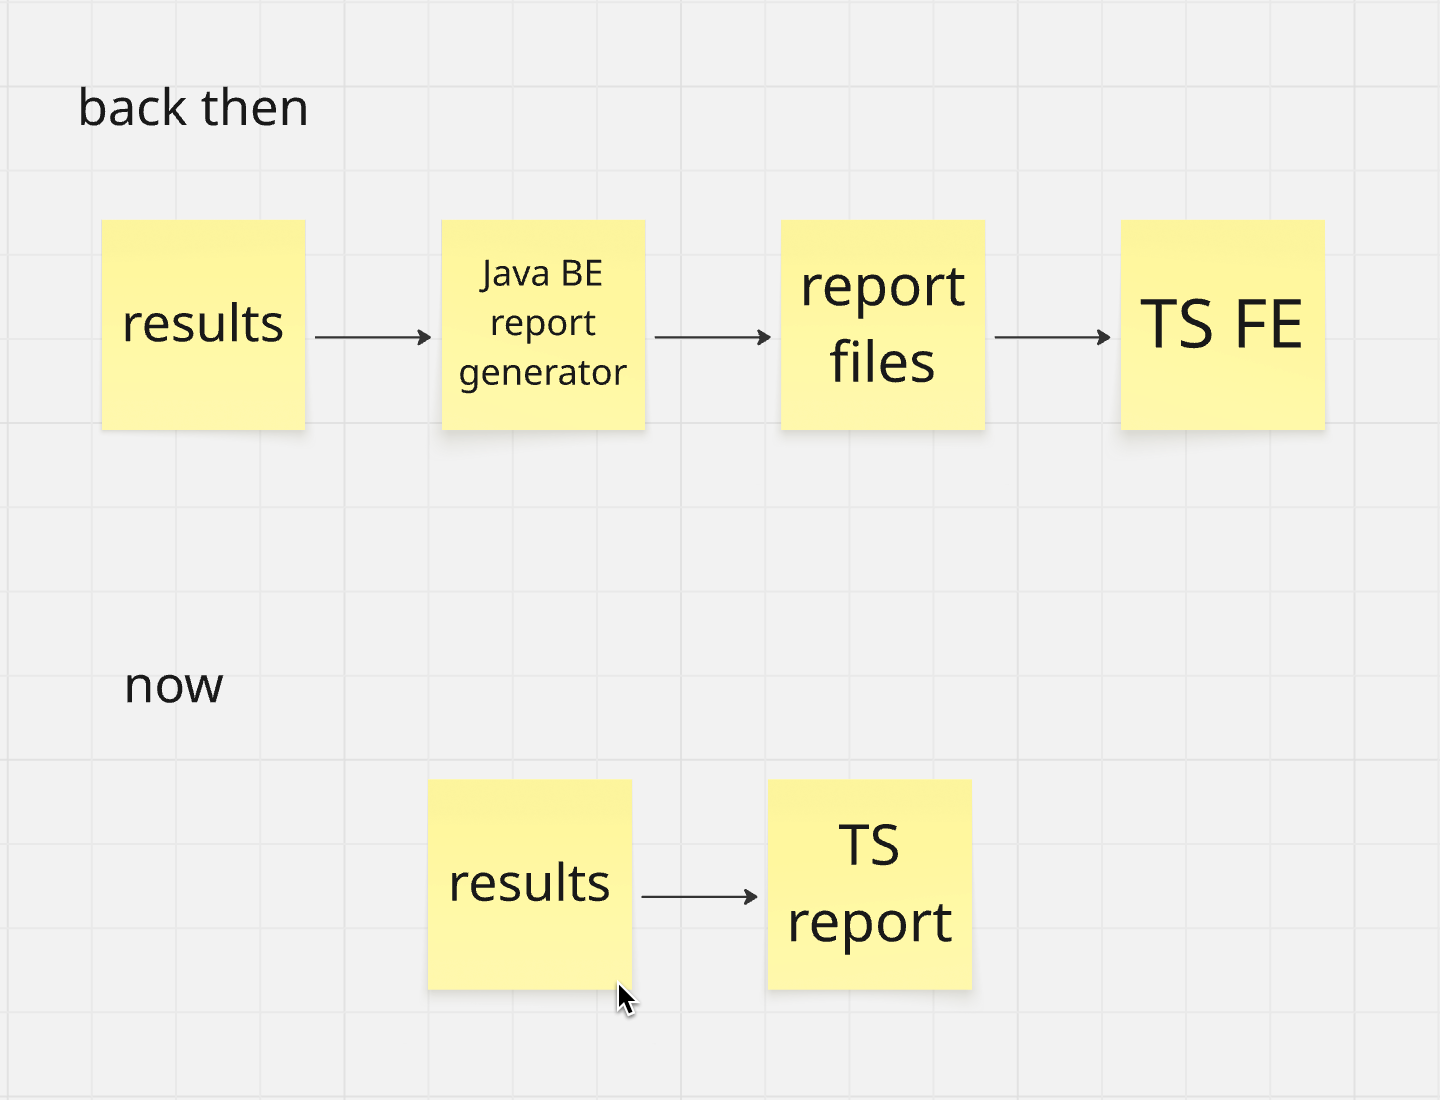 back then
results
Java BE
report
generator
report
files
TS FE
now
results
TS
report